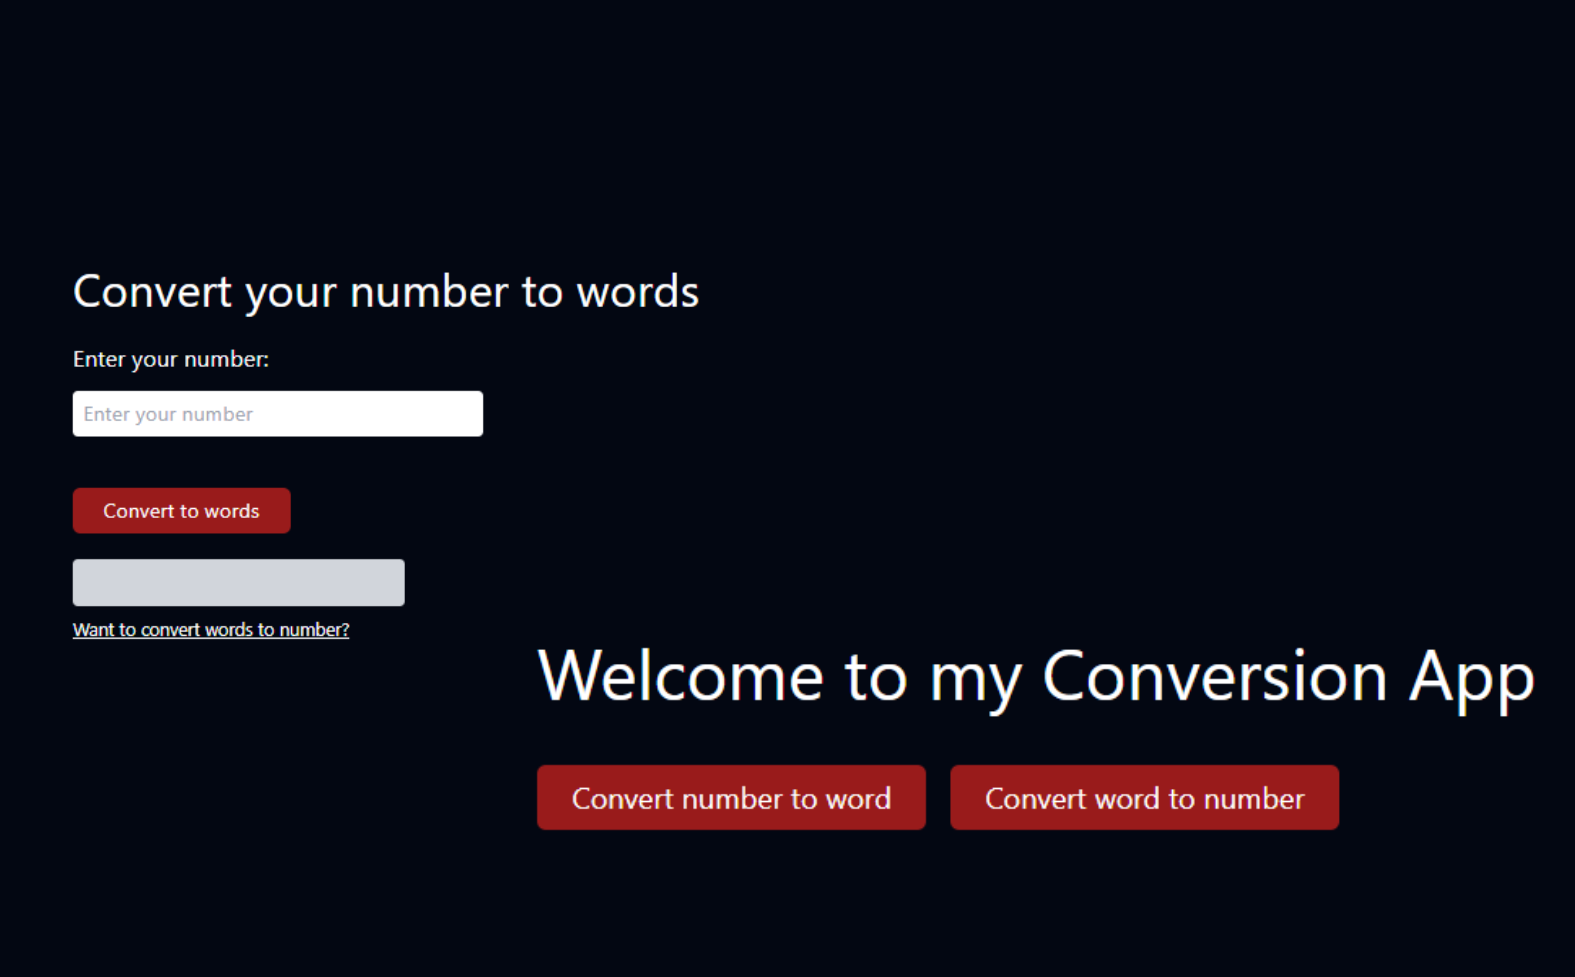 Convert your number to words
Enter your number:
Enter your number
Convert to words
Want to convert words to number?
Welcome to my Conversion App
Convert number to word
Convert word to number